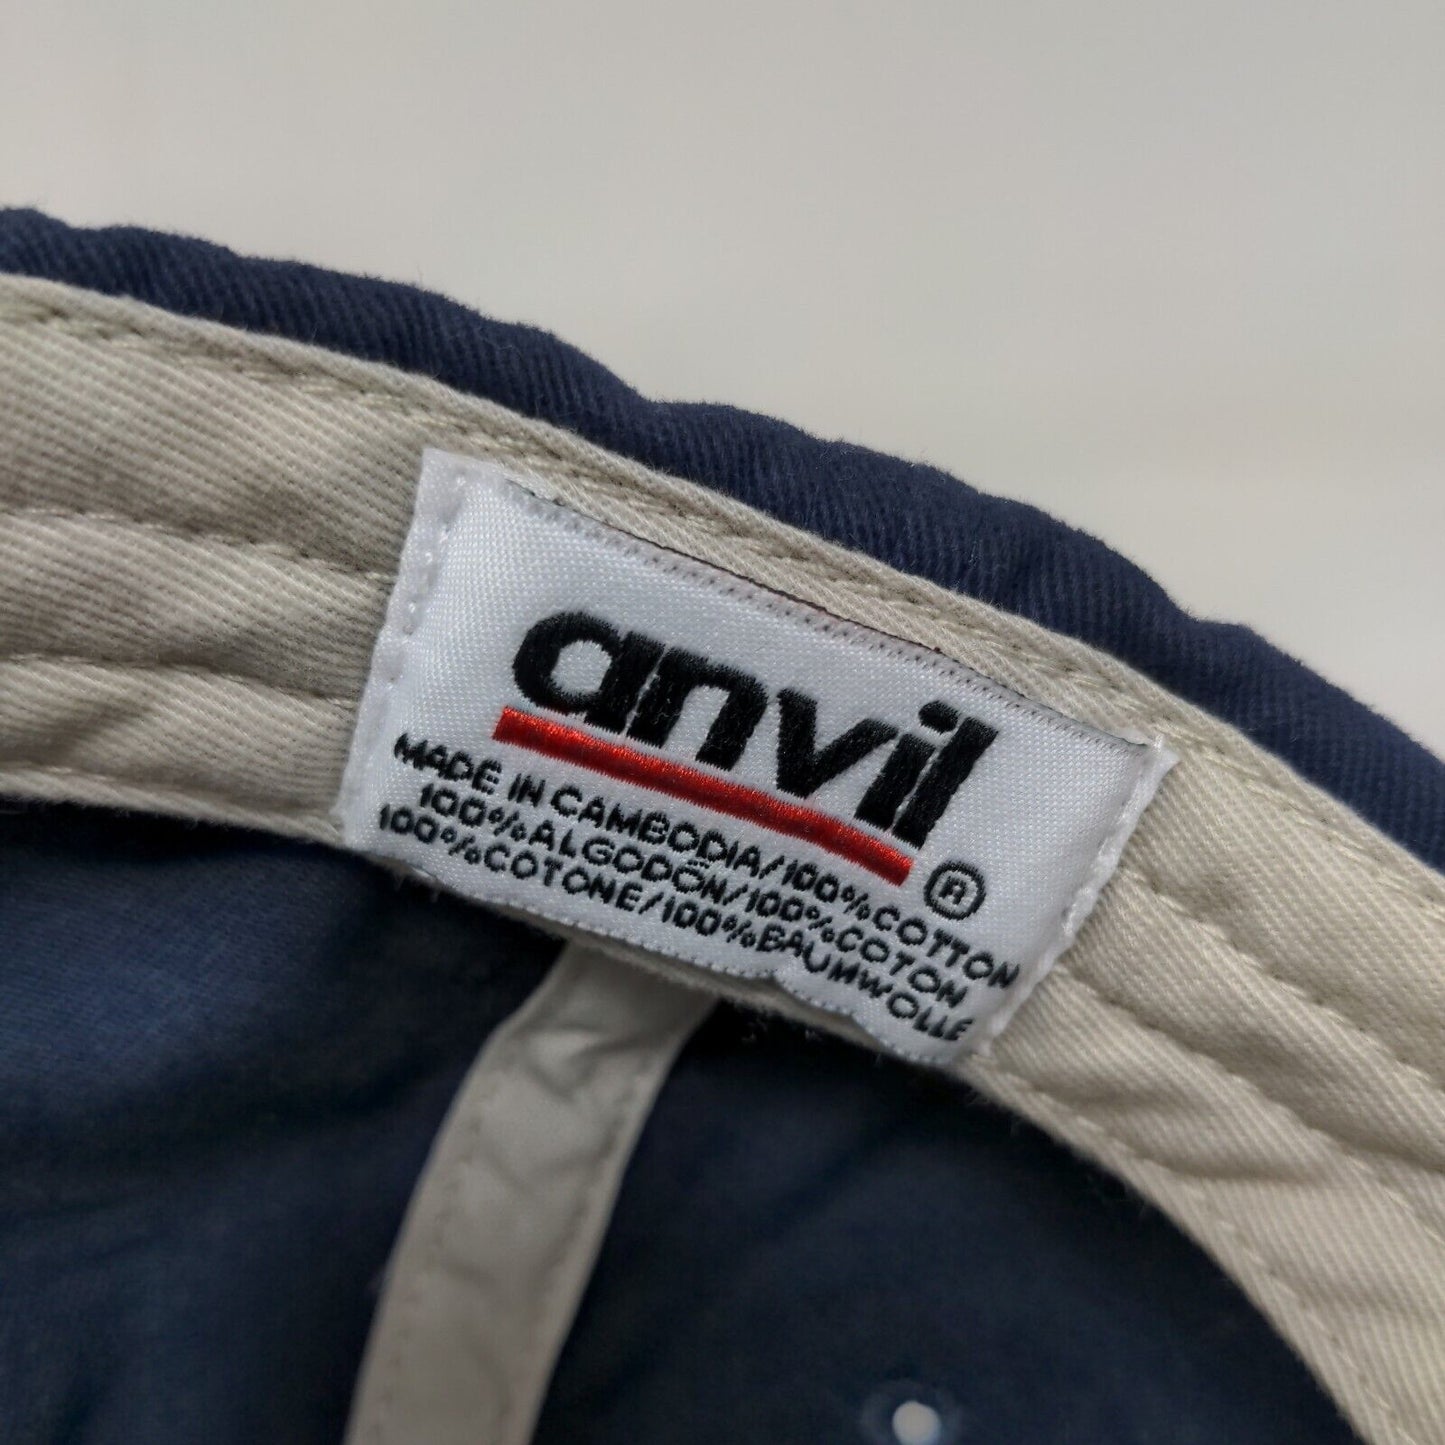 anvil
®
MADE IN CAMBODIA/100%COTTON
100%ALGODÓN/100%COTON
100%COTONE/100%BAUMWOLLE